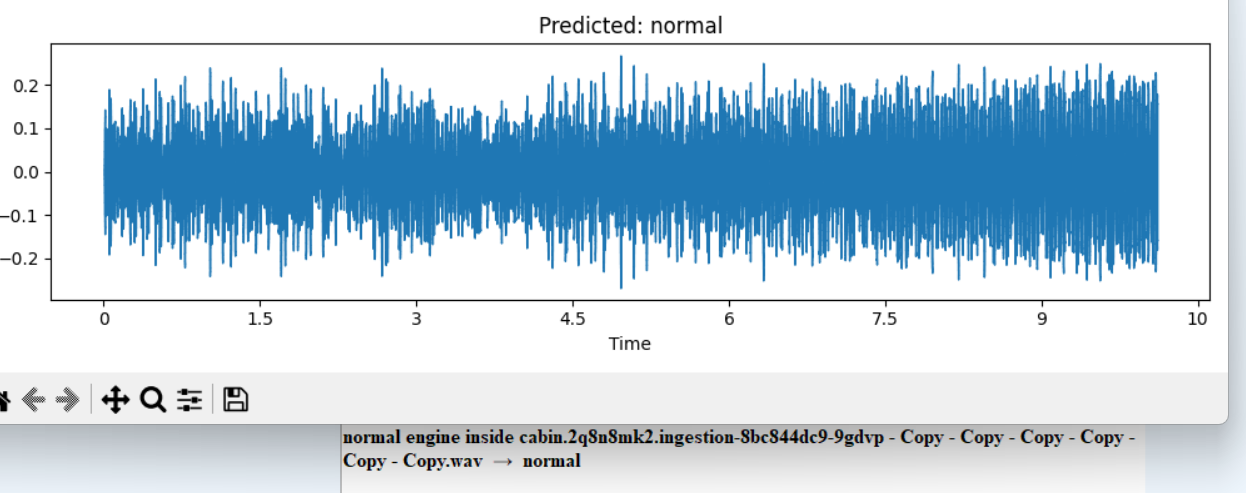 Predicted: normal
0.2
0.1
0.0
−0.1
−0.2
0 1.5 3 4.5 6 7.5 9 10
Time
normal engine inside cabin.2q8n8mk2.ingestion-8bc844dc9-9gdvp - Copy - Copy - Copy - Copy -
Copy - Copy.wav → normal